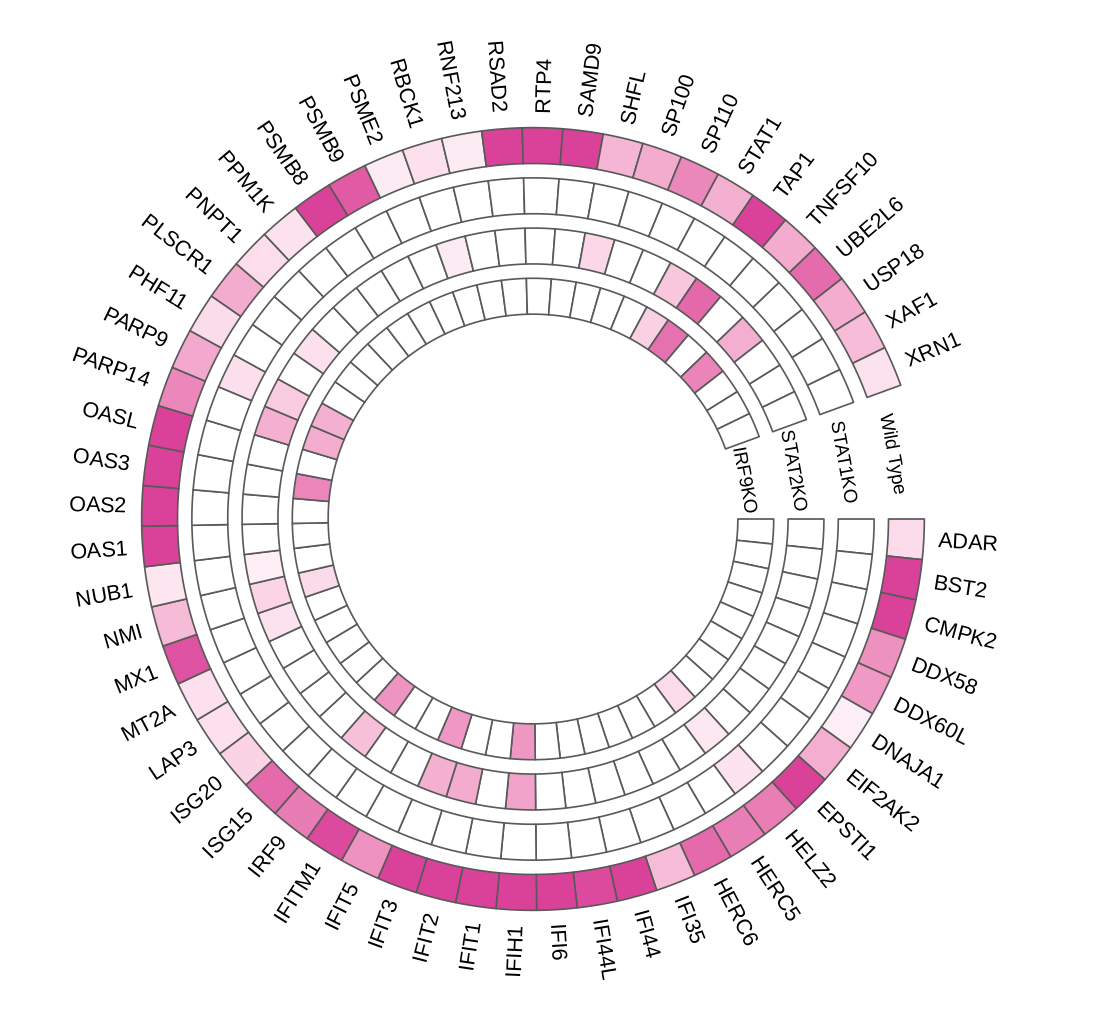 ADAR
BST2
CMPK2
DDX58
DDX60L
DNAJA1
EIF2AK2
EPSTI1
HELZ2
HERC5
HERC6
IFI35
IFI44
IFI44L
IFI6
IFIH1
IFIT1
IFIT2
IFIT3
IFIT5
IFITM1
IRF9
ISG15
ISG20
LAP3
MT2A
MX1
NMI
NUB1
OAS1
OAS2
OAS3
OASL
PARP14
PARP9
PHF11
PLSCR1
PNPT1
PPM1K
PSMB8
PSMB9
PSME2
RBCK1
RNF213
RSAD2
RTP4
SAMD9
SHFL
SP100
SP110
STAT1
TAP1
TNFSF10
UBE2L6
USP18
XAF1
XRN1
Wild Type
STAT1KO
STAT2KO
IRF9KO